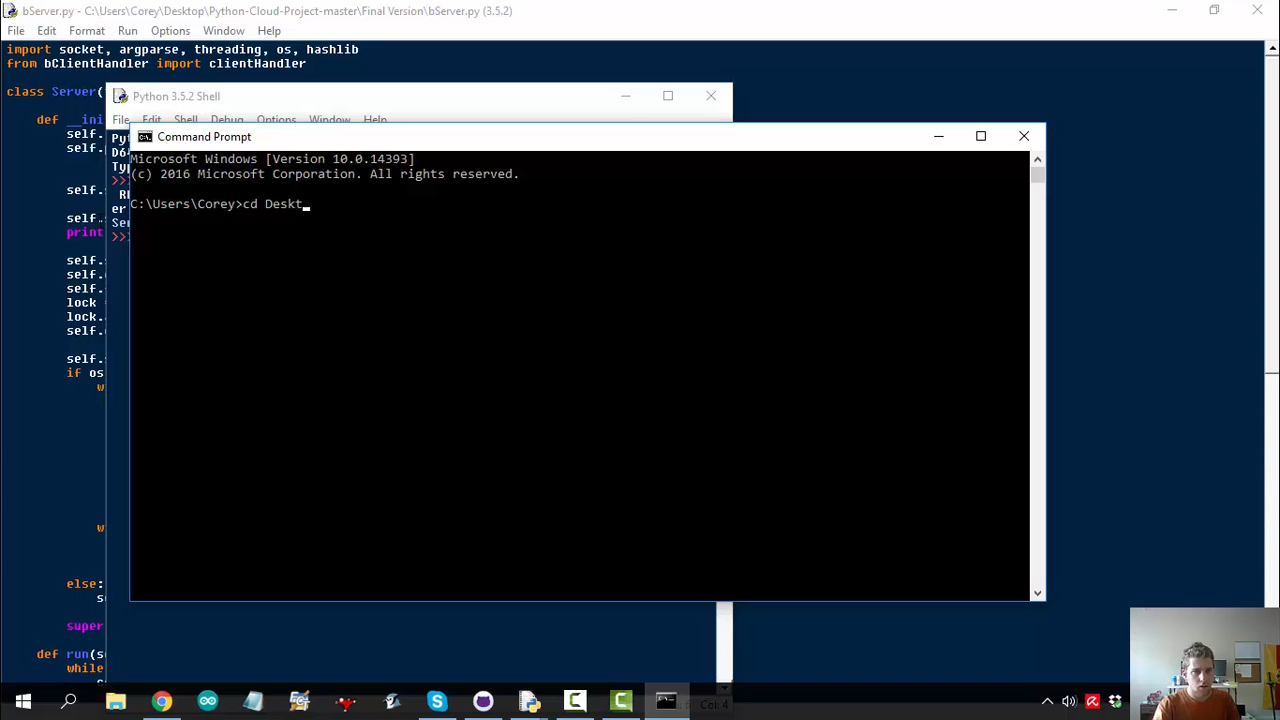 bServer.py - C:\Users\Corey\Desktop\Python-Cloud-Project-master\Final Version\bServer.py (3.5.2)
File Edit Format Run Options Window Help
import socket, argparse, threading, os, hashlib
from bClientHandler import clientHandler
class Server(
Python 3.5.2 Shell
def __ini
File Edit Shell Debug Options Window Help
self.
Command Prompt
self.
Microsoft Windows [Version 10.0.14393]
(c) 2016 Microsoft Corporation. All rights reserved.
>>
self.
C:\Users\Corey>cd Deskt_
er
self.
print
>>
self.
self.
self.
lock
lock.
self.
self.
if os
w
w
else:
s
super
def run(s
while
Col: 4